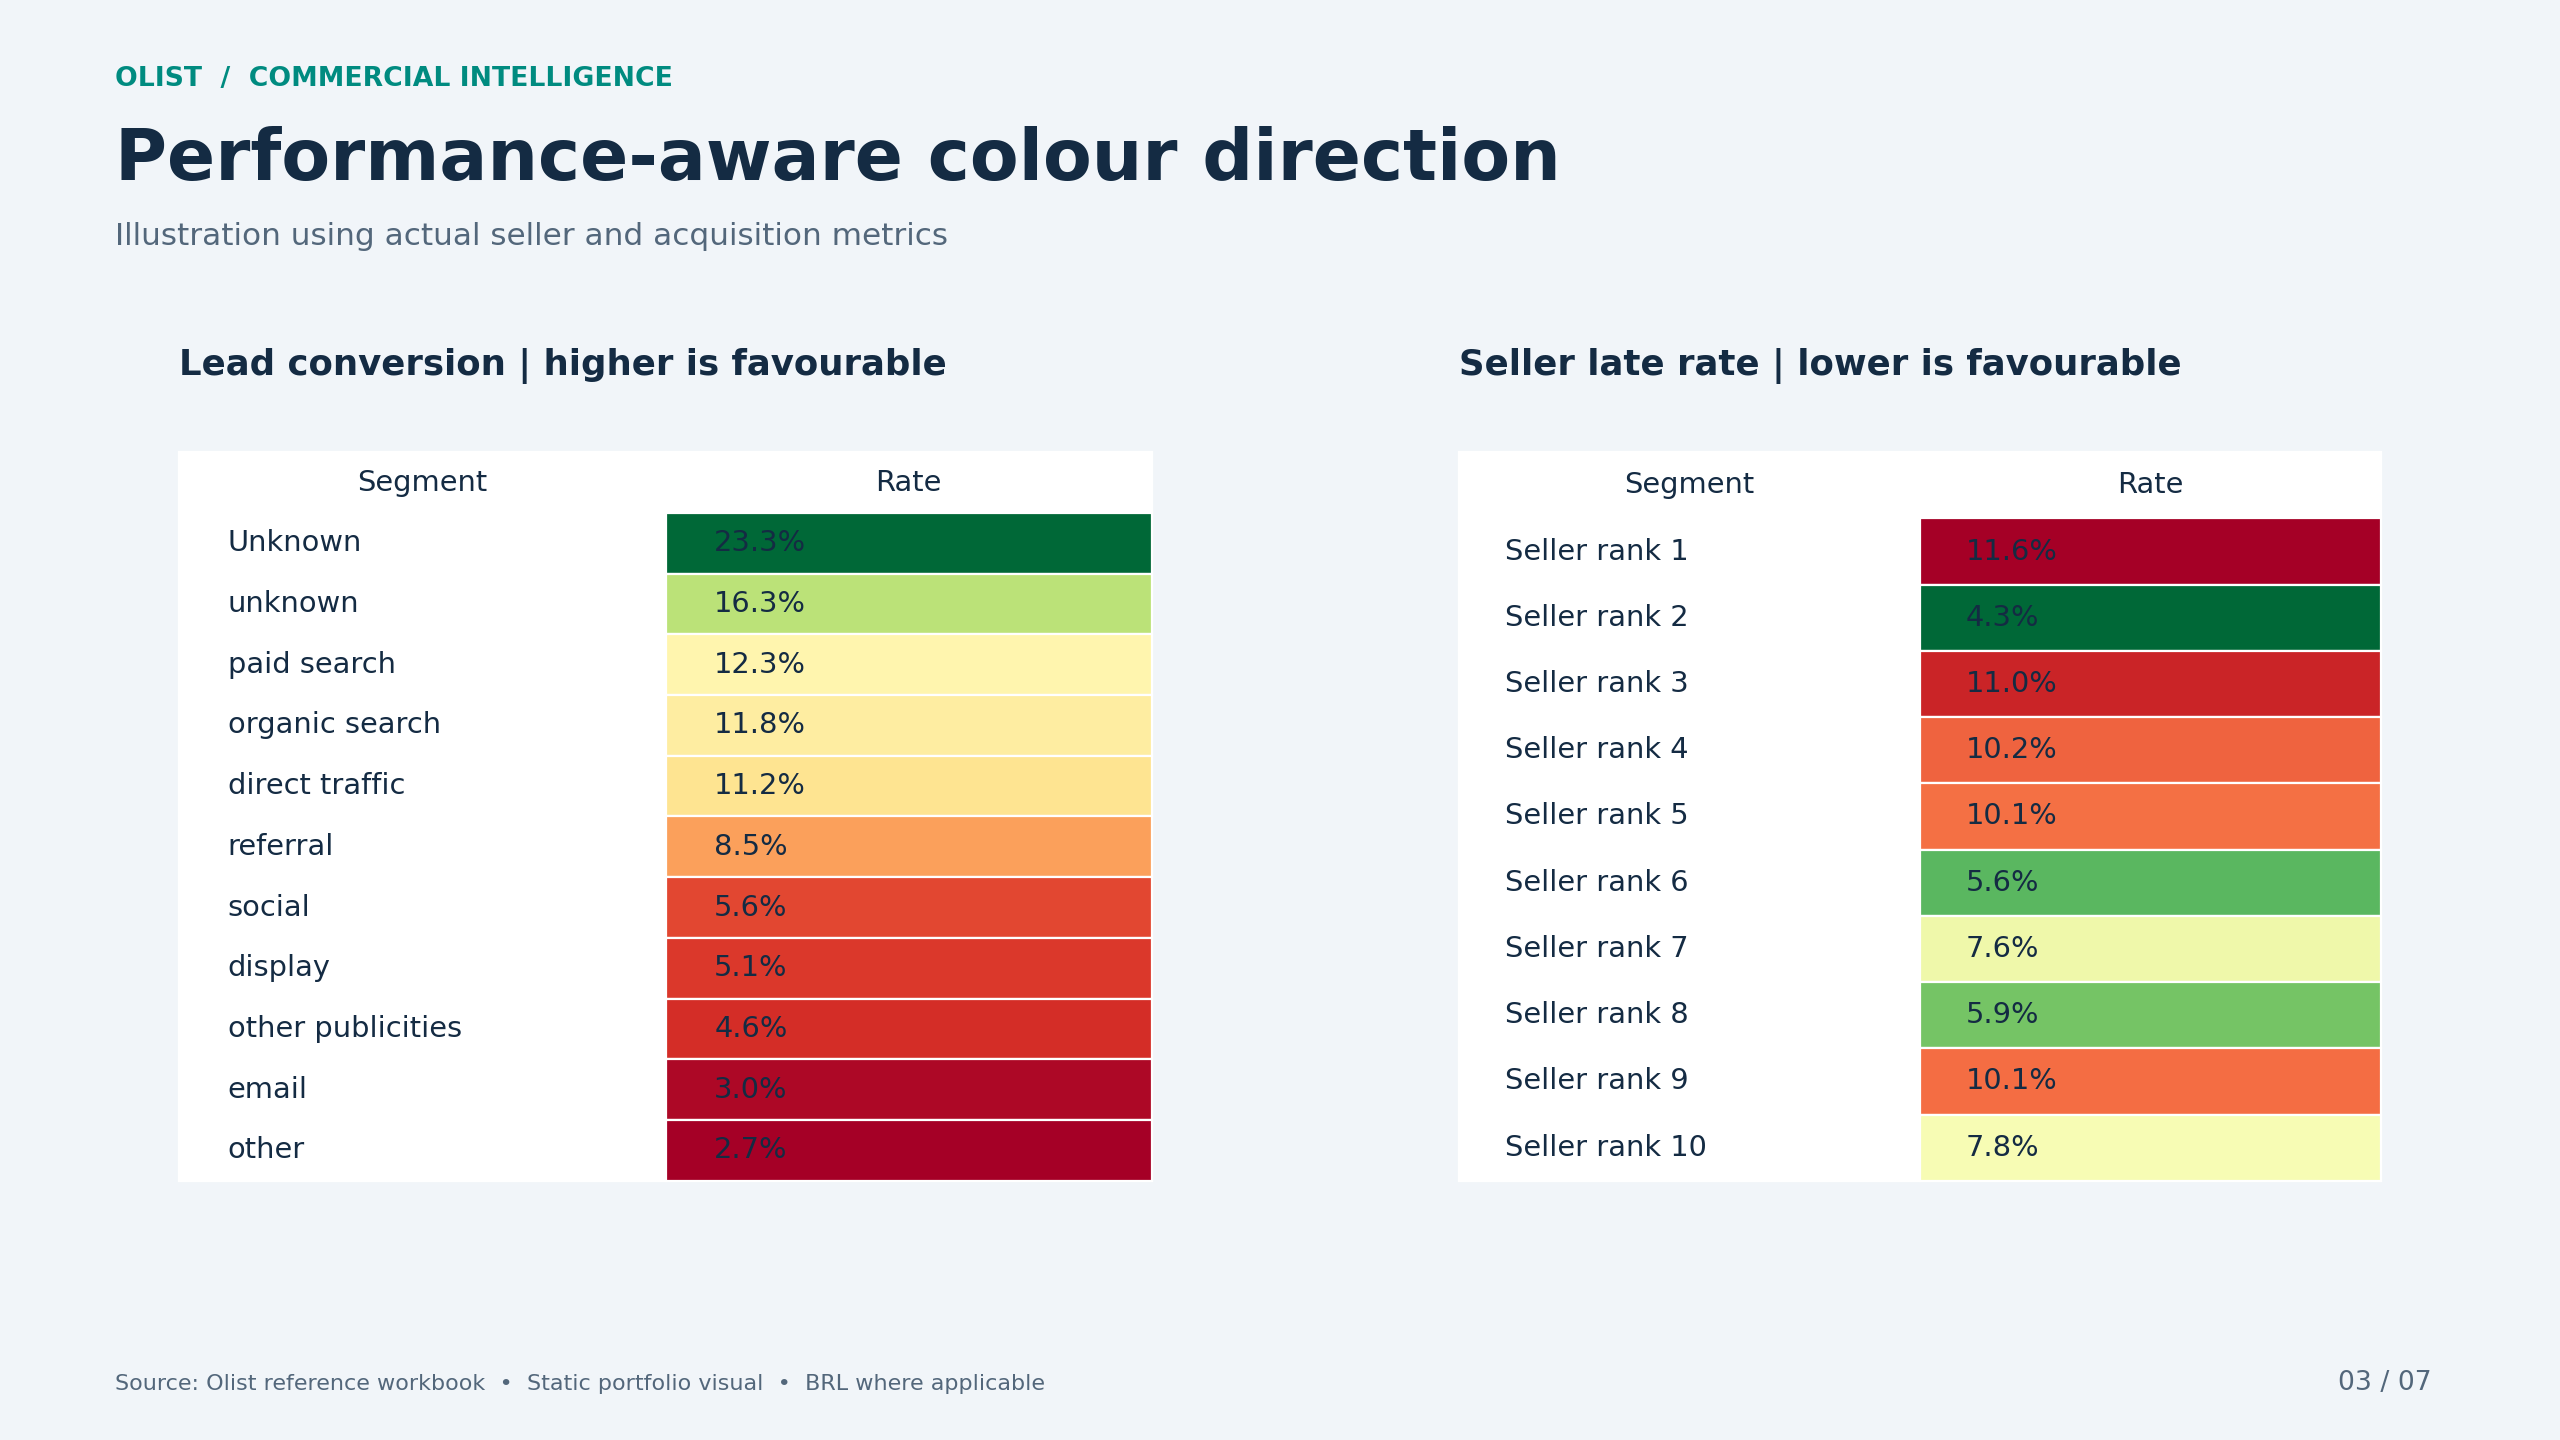 OLIST / COMMERCIAL INTELLIGENCE
Performance-aware colour direction
Illustration using actual seller and acquisition metrics
Lead conversion | higher is favourable
Segment Rate
Unknown 23.3%
unknown 16.3%
paid search 12.3%
organic search 11.8%
direct traffic 11.2%
referral 8.5%
social 5.6%
display 5.1%
other publicities 4.6%
email 3.0%
other 2.7%
Seller late rate | lower is favourable
Segment Rate
Seller rank 1 11.6%
Seller rank 2 4.3%
Seller rank 3 11.0%
Seller rank 4 10.2%
Seller rank 5 10.1%
Seller rank 6 5.6%
Seller rank 7 7.6%
Seller rank 8 5.9%
Seller rank 9 10.1%
Seller rank 10 7.8%
Source: Olist reference workbook • Static portfolio visual • BRL where applicable
03 / 07